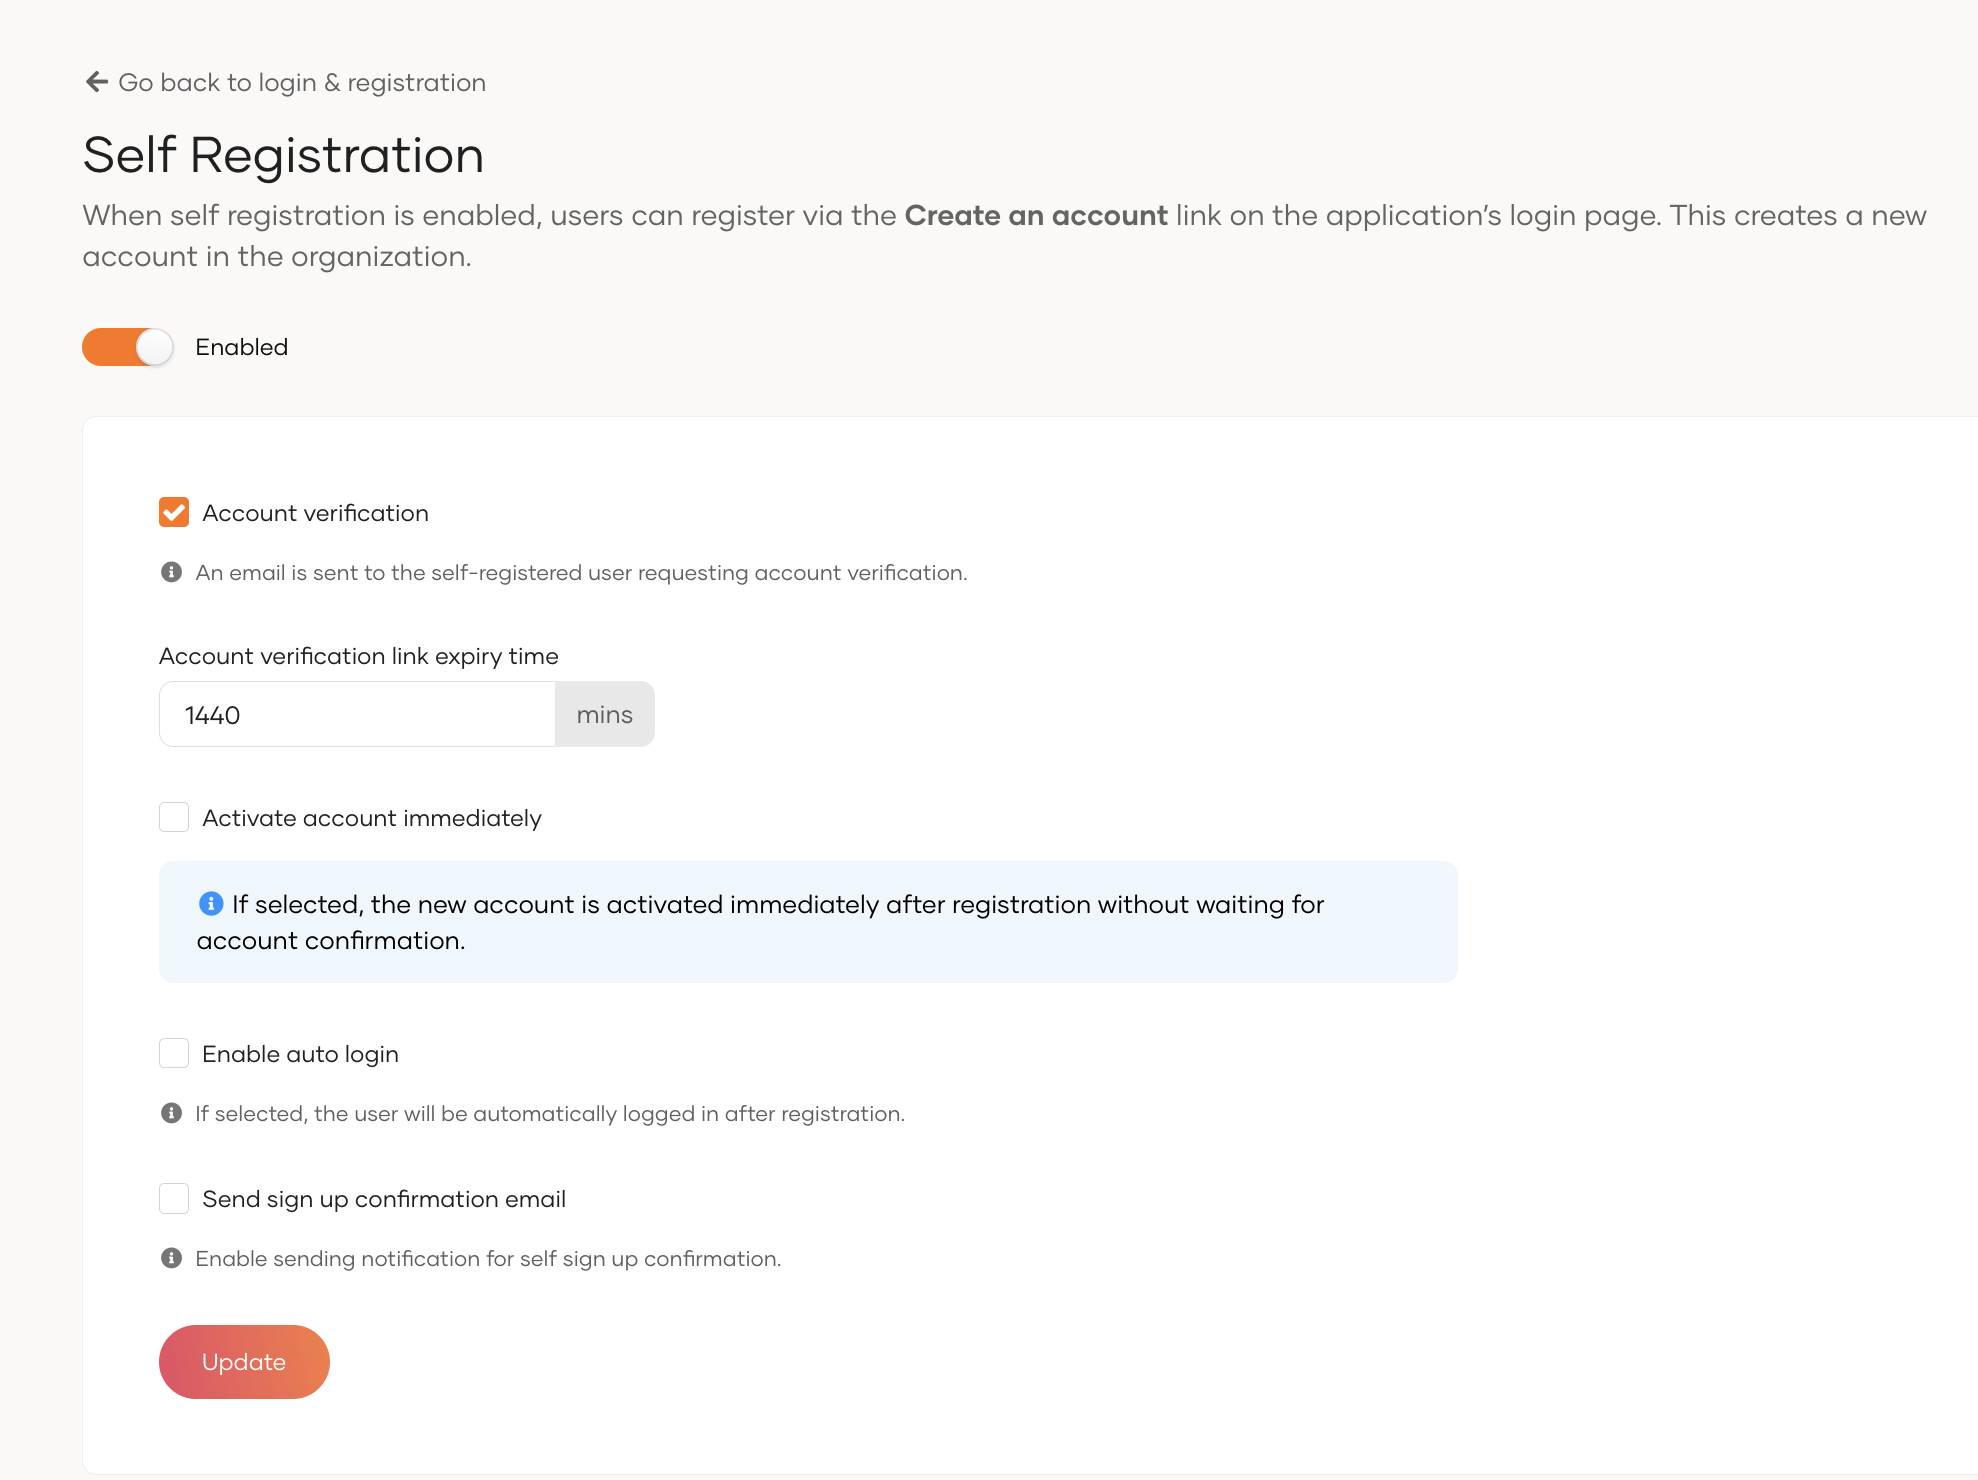 Go back to login & registration
Self Registration
When self registration is enabled, users can register via the Create an account link on the application’s login page. This creates a new
account in the organization.
Enabled
Account verification
An email is sent to the self-registered user requesting account verification.
Account verification link expiry time
1440 mins
Activate account immediately
If selected, the new account is activated immediately after registration without waiting for
account confirmation.
Enable auto login
If selected, the user will be automatically logged in after registration.
Send sign up confirmation email
Enable sending notification for self sign up confirmation.
Update